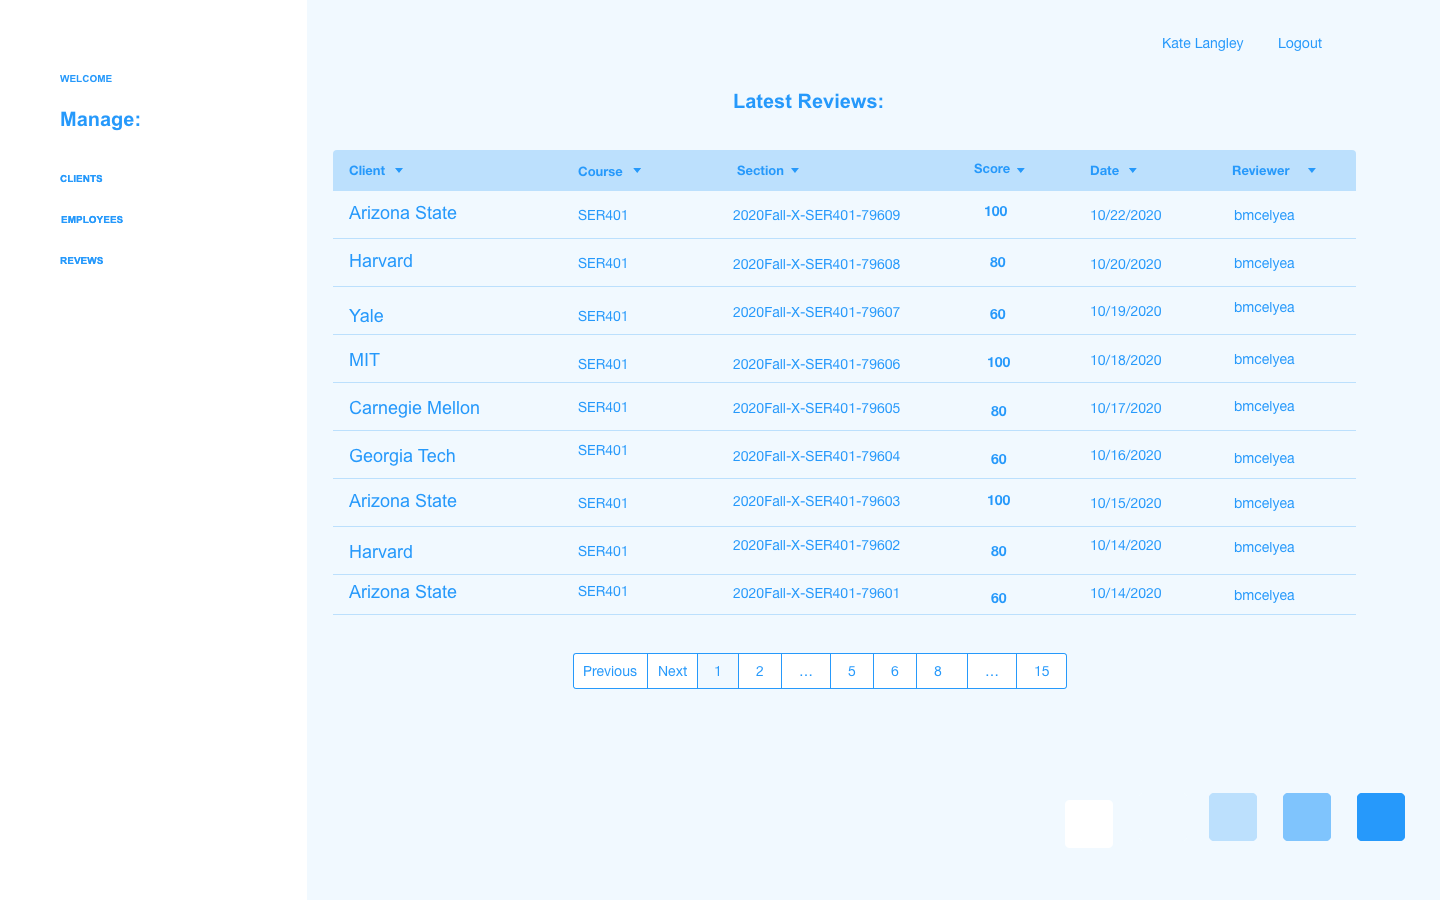 Kate Langley Logout
WELCOME
Manage:
CLIENTS
EMPLOYEES
REVEWS
Latest Reviews:
Client Course Section Score Date Reviewer
Arizona State SER401 2020Fall-X-SER401-79609 100 10/22/2020 bmcelyea
Harvard SER401 2020Fall-X-SER401-79608 80 10/20/2020 bmcelyea
Yale SER401 2020Fall-X-SER401-79607 60 10/19/2020 bmcelyea
MIT SER401 2020Fall-X-SER401-79606 100 10/18/2020 bmcelyea
Carnegie Mellon SER401 2020Fall-X-SER401-79605 80 10/17/2020 bmcelyea
Georgia Tech SER401 2020Fall-X-SER401-79604 60 10/16/2020 bmcelyea
Arizona State SER401 2020Fall-X-SER401-79603 100 10/15/2020 bmcelyea
Harvard SER401 2020Fall-X-SER401-79602 80 10/14/2020 bmcelyea
Arizona State SER401 2020Fall-X-SER401-79601 60 10/14/2020 bmcelyea
Previous Next 1 2 ... 5 6 8 ... 15